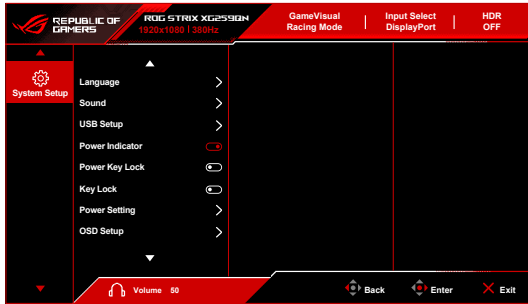 REPUBLIC OF
GAMERS
ROG STRIX XG259QN
1920x1080 | 380Hz
GameVisual
Racing Mode
Input Select
DisplayPort
HDR
OFF
System Setup
Language
Sound
USB Setup
Power Indicator
Power Key Lock
Key Lock
Power Setting
OSD Setup
Volume 50
Back
Enter
Exit